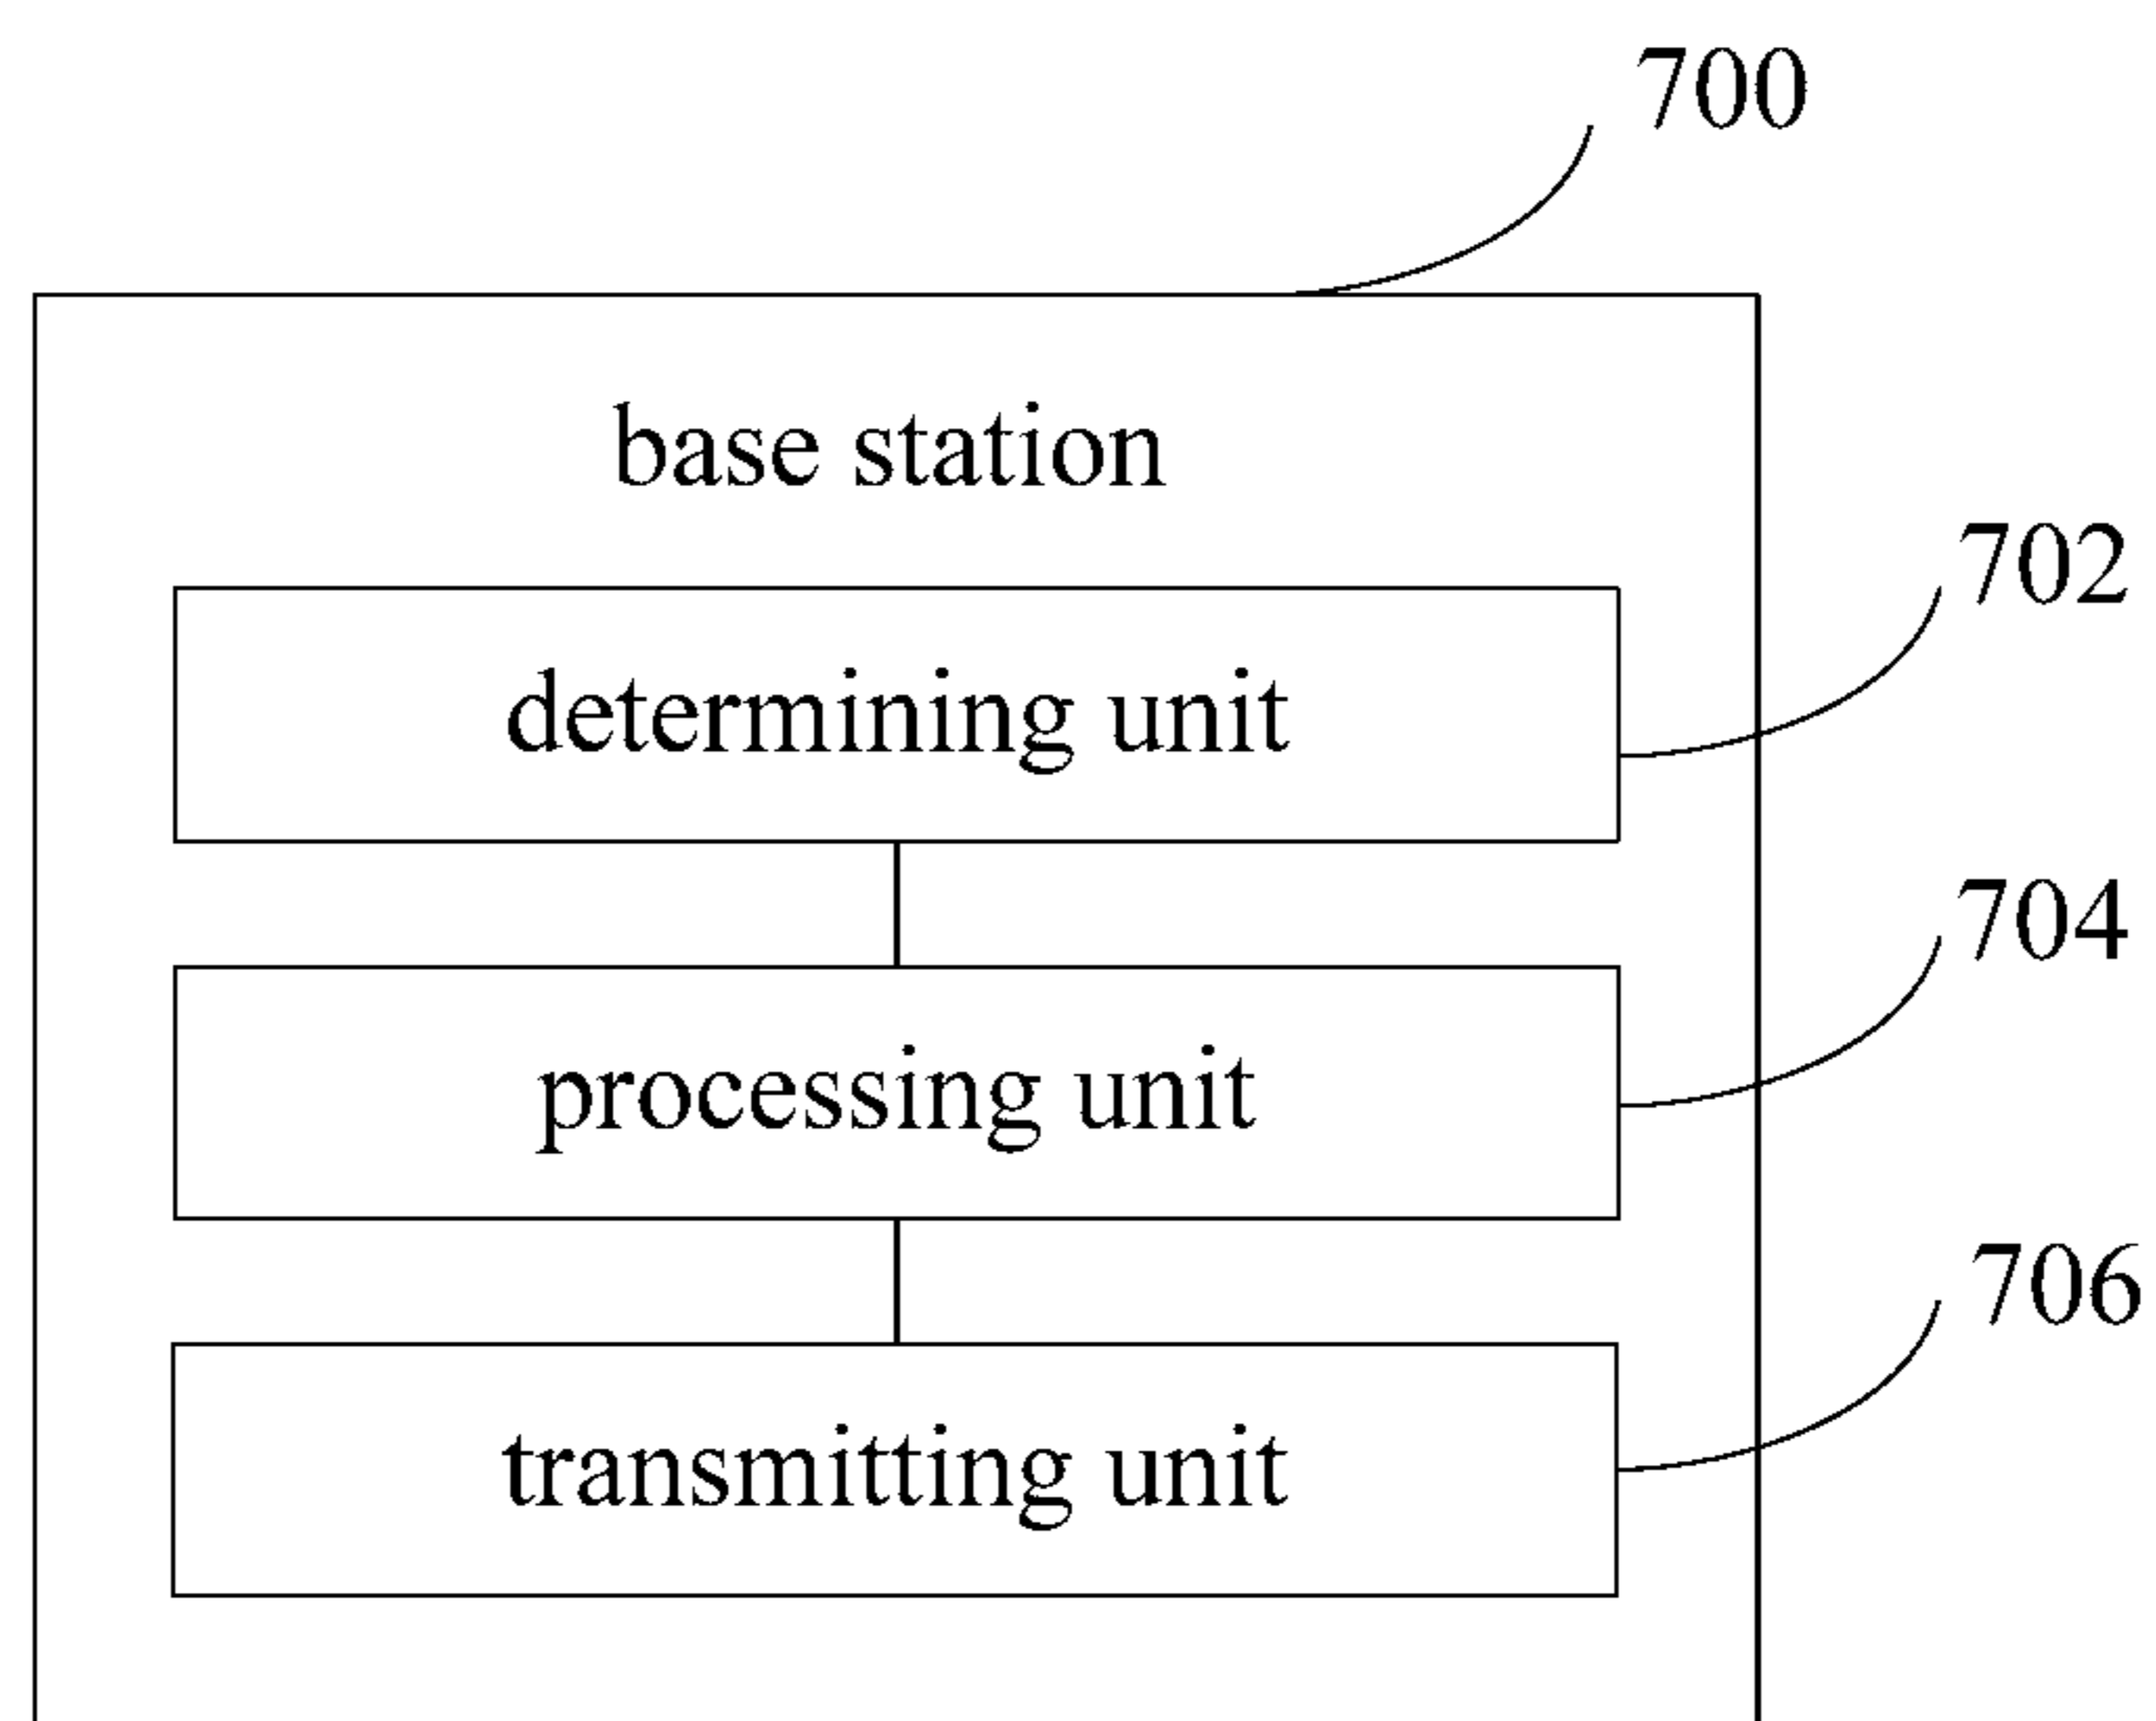 700
base station
702
determining unit
704
processing unit
706
transmitting unit